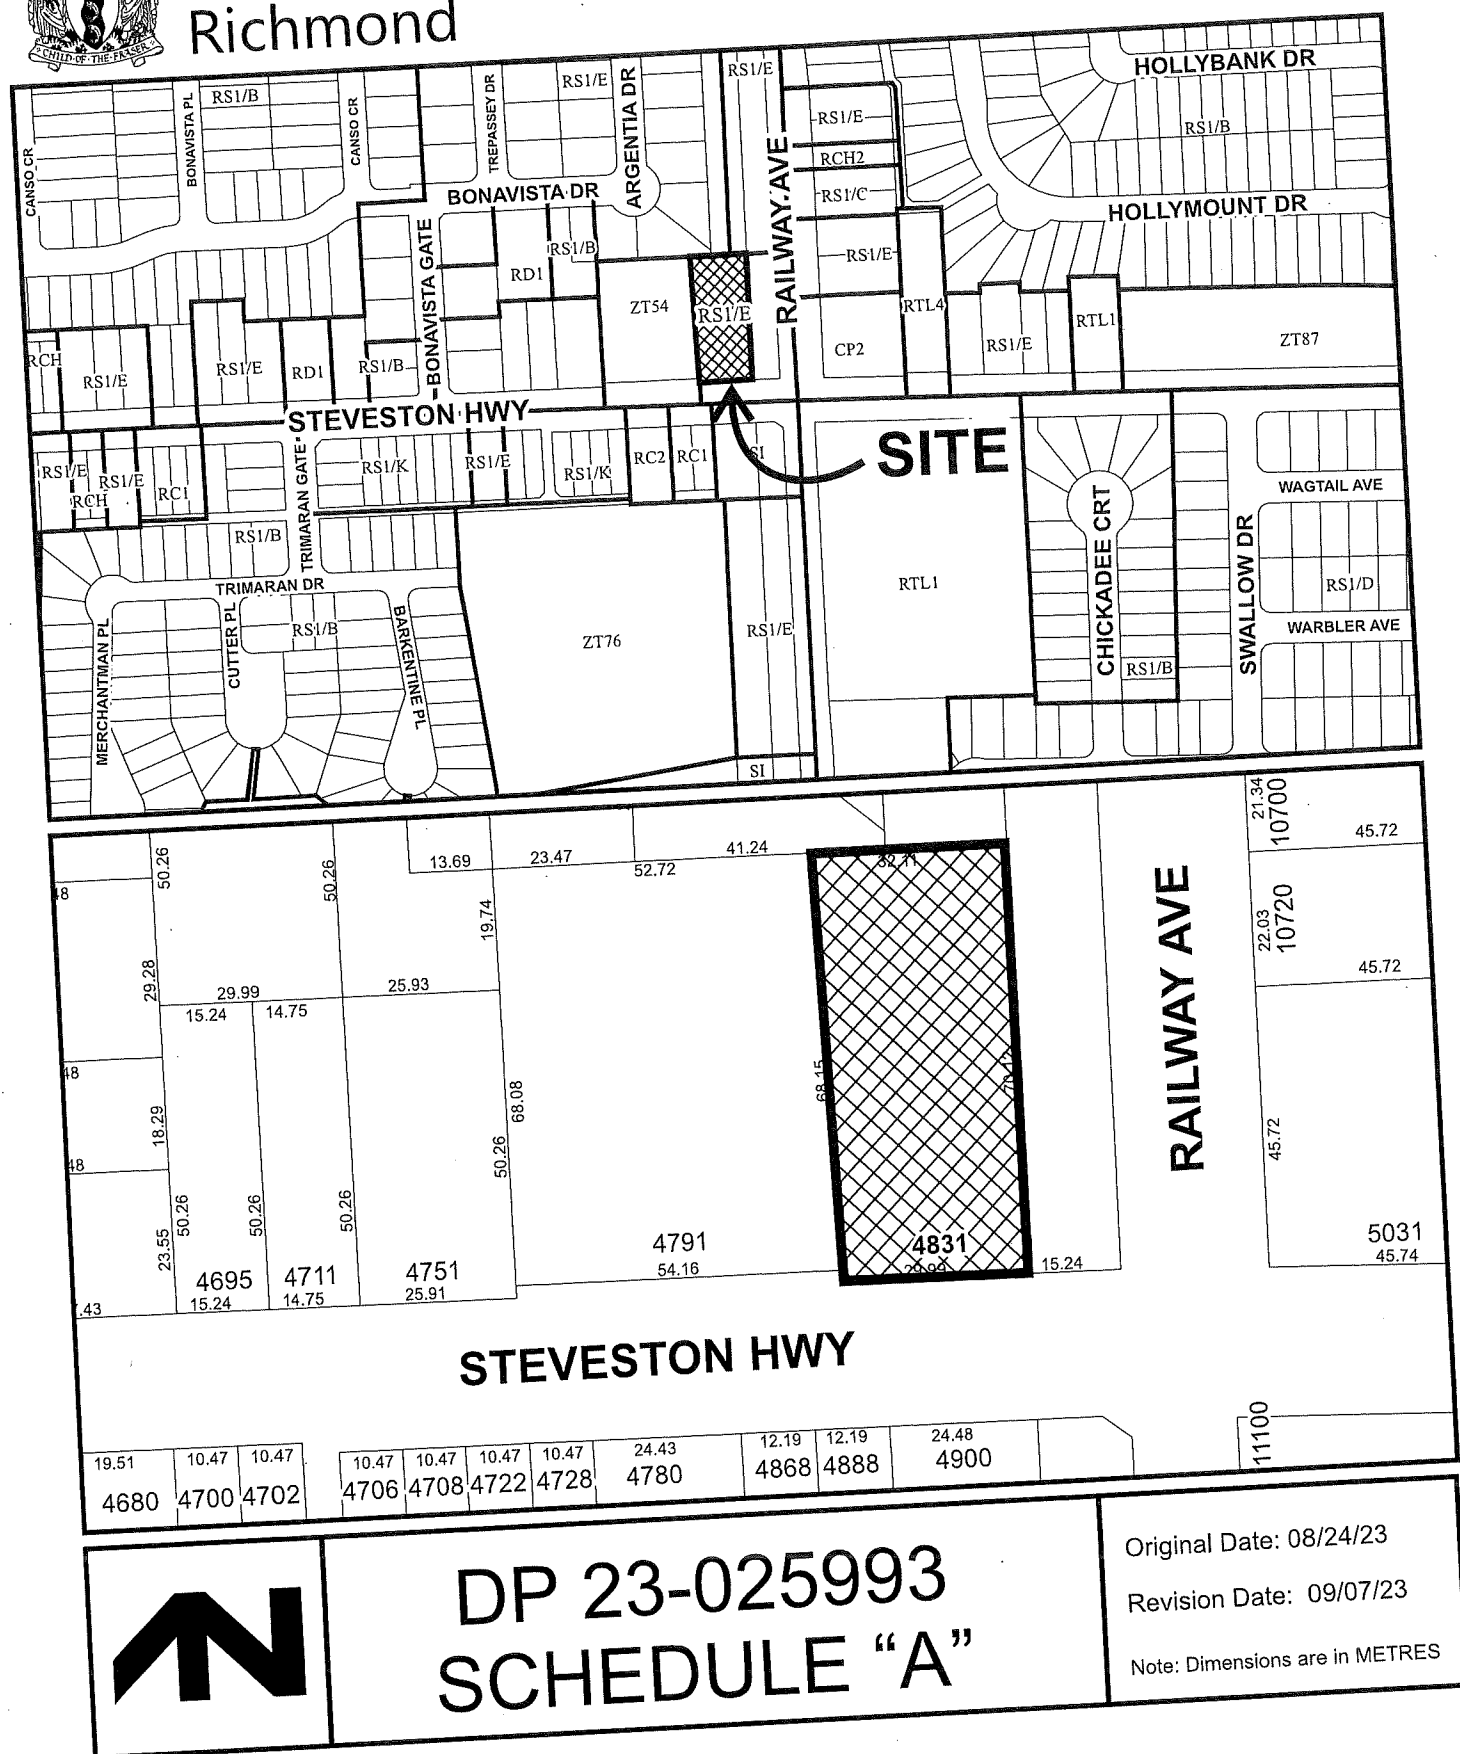 Richmond
CHILD OF THE FRASER
HOLLYBANK DR
RS1/B
RS1/E
RS1/E
RS1/E
RCH2
RS1/C
RS1/E
RS1/B
CANSO CR
BONAVISTA PL
CANSO CR
TREPASSEY DR
ARGENTIA DR
RAILWAY AVE
BONAVISTA DR
HOLLYMOUNT DR
BONAVISTA GATE
RS1/B
RD1
ZT54
RS1/E
RTL4
RTL1
CP2
RS1/E
ZT87
RCH
RS1/E
RS1/E
RD1
RS1/B
STEVESTON HWY
SITE
RS1/E
RCH
RS1/E
RC1
TRIMARAN GATE
RS1/K
RS1/E
RS1/K
RC2
RC1
SI
WAGTAIL AVE
RS1/B
TRIMARAN DR
RTL1
CHICKADEE CRT
SWALLOW DR
RS1/D
WARBLER AVE
MERCHANTMAN PL
CUTTER PL
RS1/B
BARKENTINE PL
ZT76
RS1/E
RS1/B
SI
50.26
50.26
13.69
23.47
52.72
41.24
32.11
21.34
10700
45.72
48
19.74
22.03
10720
45.72
29.28
29.99
25.93
15.24
14.75
RAILWAY AVE
48
68.08
68.15
70.12
18.29
48
50.26
45.72
50.26
50.26
50.26
23.55
4695
4711
4751
4791
4831
5031
.43
15.24
14.75
25.91
54.16
29.99
15.24
45.74
STEVESTON HWY
19.51
10.47
10.47
10.47
10.47
10.47
10.47
24.43
12.19
12.19
24.48
11100
4680
4700
4702
4706
4708
4722
4728
4780
4868
4888
4900
DP 23-025993
SCHEDULE “A”
Original Date: 08/24/23
Revision Date: 09/07/23
Note: Dimensions are in METRES